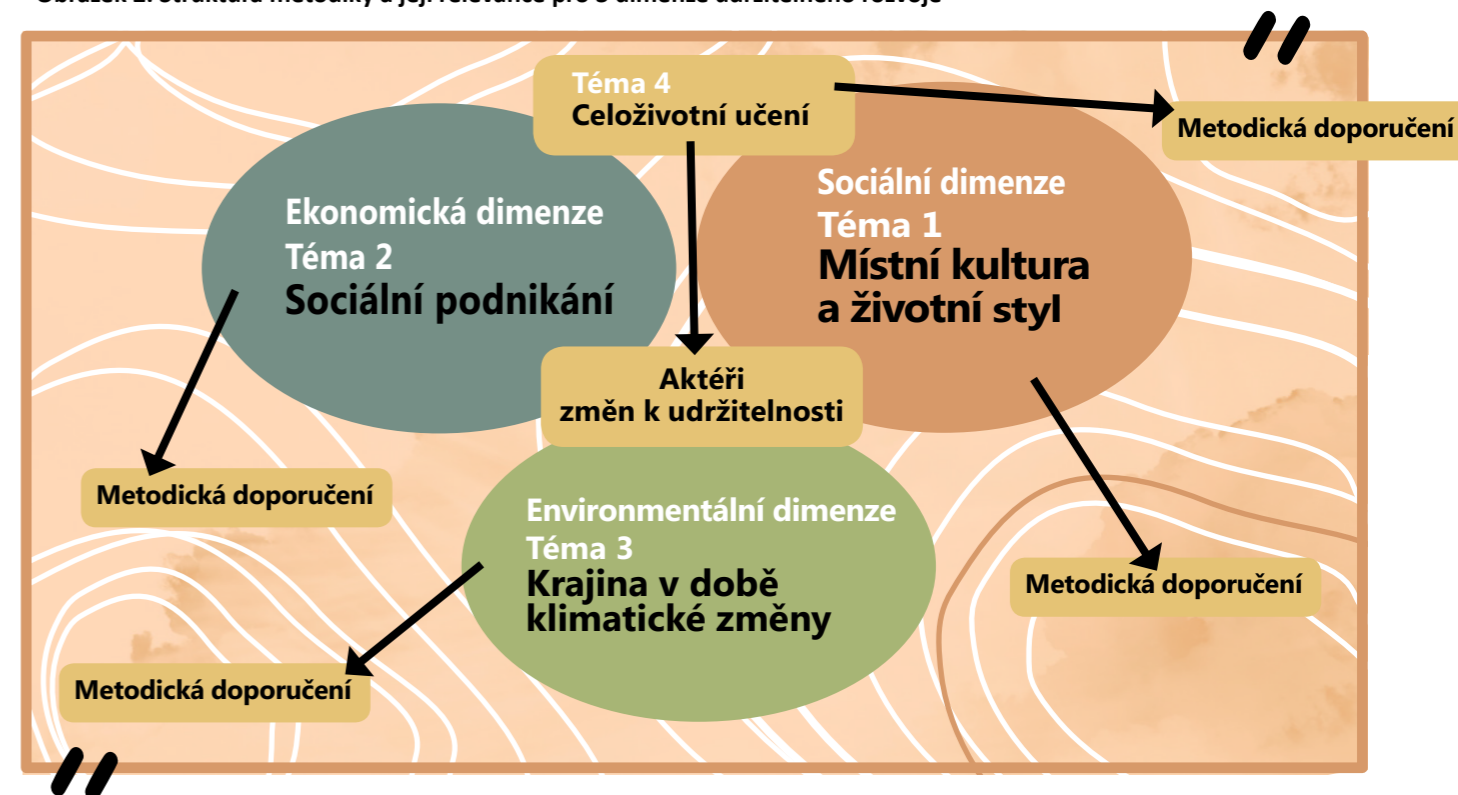 Téma 4
Celoživotní učení
Metodická doporučení
Ekonomická dimenze
Téma 2
Sociální podnikání
Sociální dimenze
Téma 1
Místní kultura
a životní styl
Aktéři
změn k udržitelnosti
Metodická doporučení
Environmentální dimenze
Téma 3
Krajina v době
klimatické změny
Metodická doporučení
Metodická doporučení